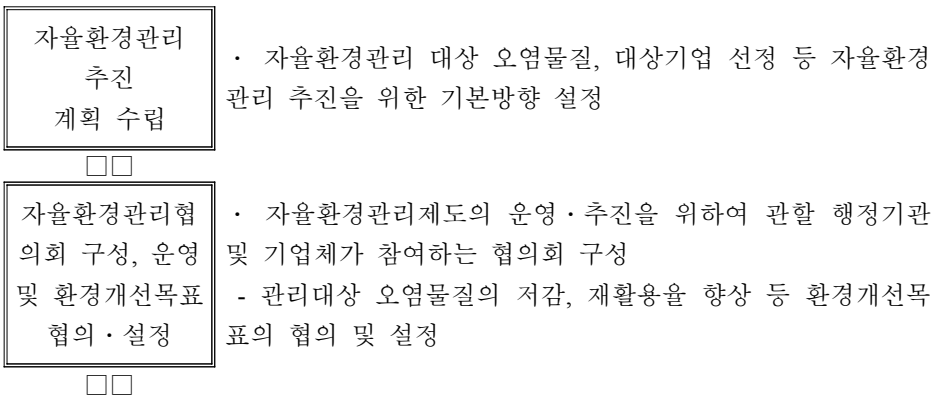 자율환경관리
추진
계획 수립
· 자율환경관리 대상 오염물질, 대상기업 선정 등 자율환경
관리 추진을 위한 기본방향 설정
□□
자율환경관리협
의회 구성, 운영
및 환경개선목표
협의·설정
· 자율환경관리제도의 운영·추진을 위하여 관할 행정기관
및 기업체가 참여하는 협의회 구성
- 관리대상 오염물질의 저감, 재활용율 향상 등 환경개선목
표의 협의 및 설정
□□